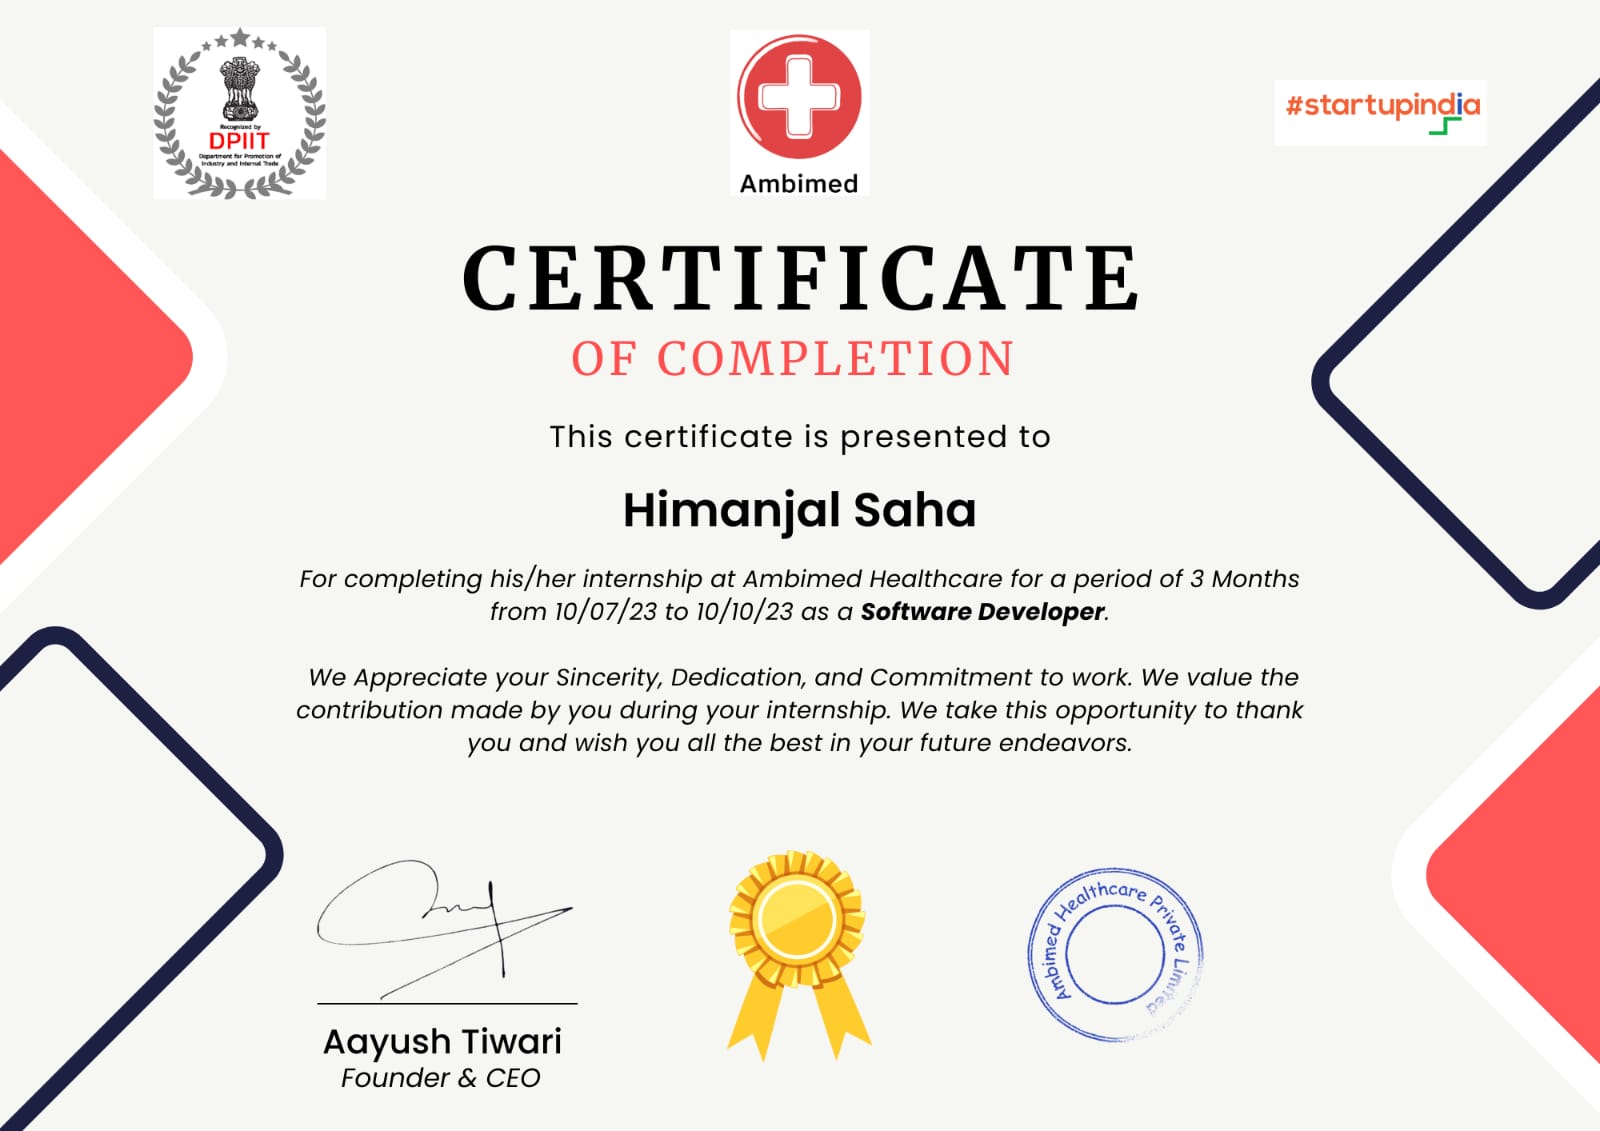 Recognized by
DPIIT
Department for Promotion of
Industry and Internal Trade
Ambimed
#startupindia
CERTIFICATE
OF COMPLETION
This certificate is presented to
Himanjal Saha
For completing his/her internship at Ambimed Healthcare for a period of 3 Months
from 10/07/23 to 10/10/23 as a Software Developer.
We Appreciate your Sincerity, Dedication, and Commitment to work. We value the
contribution made by you during your internship. We take this opportunity to thank
you and wish you all the best in your future endeavors.
Aayush Tiwari
Founder & CEO
Ambimed Healthcare Private Limited